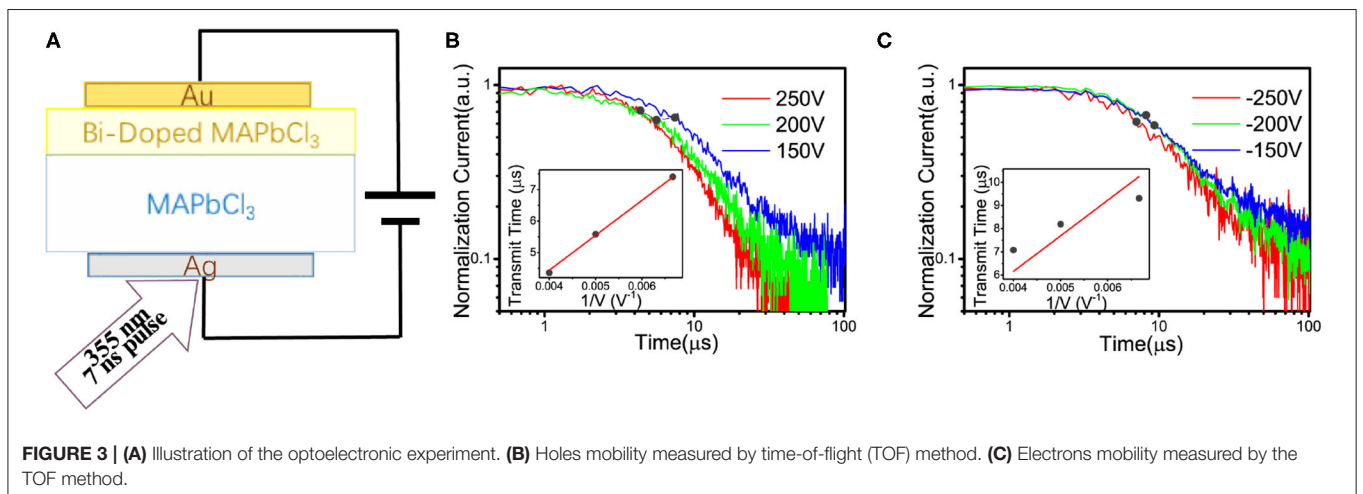 A
Au
Bi-Doped MAPbCl3
MAPbCl3
Ag
355 nm
7 ns pulse
B
Normalization Current(a.u.)
1
0.1
250V
200V
150V
Transmit Time (μs)
7
6
5
4
0.004
0.005
0.006
1/V (V-1)
1
10
100
Time(μs)
C
Normalization Current(a.u.)
1
0.1
-250V
-200V
-150V
Transmit Time (μs)
10
9
8
7
6
0.004
0.005
0.006
1/V (V-1)
1
10
100
Time(μs)
FIGURE 3 | (A) Illustration of the optoelectronic experiment. (B) Holes mobility measured by time-of-flight (TOF) method. (C) Electrons mobility measured by the
TOF method.